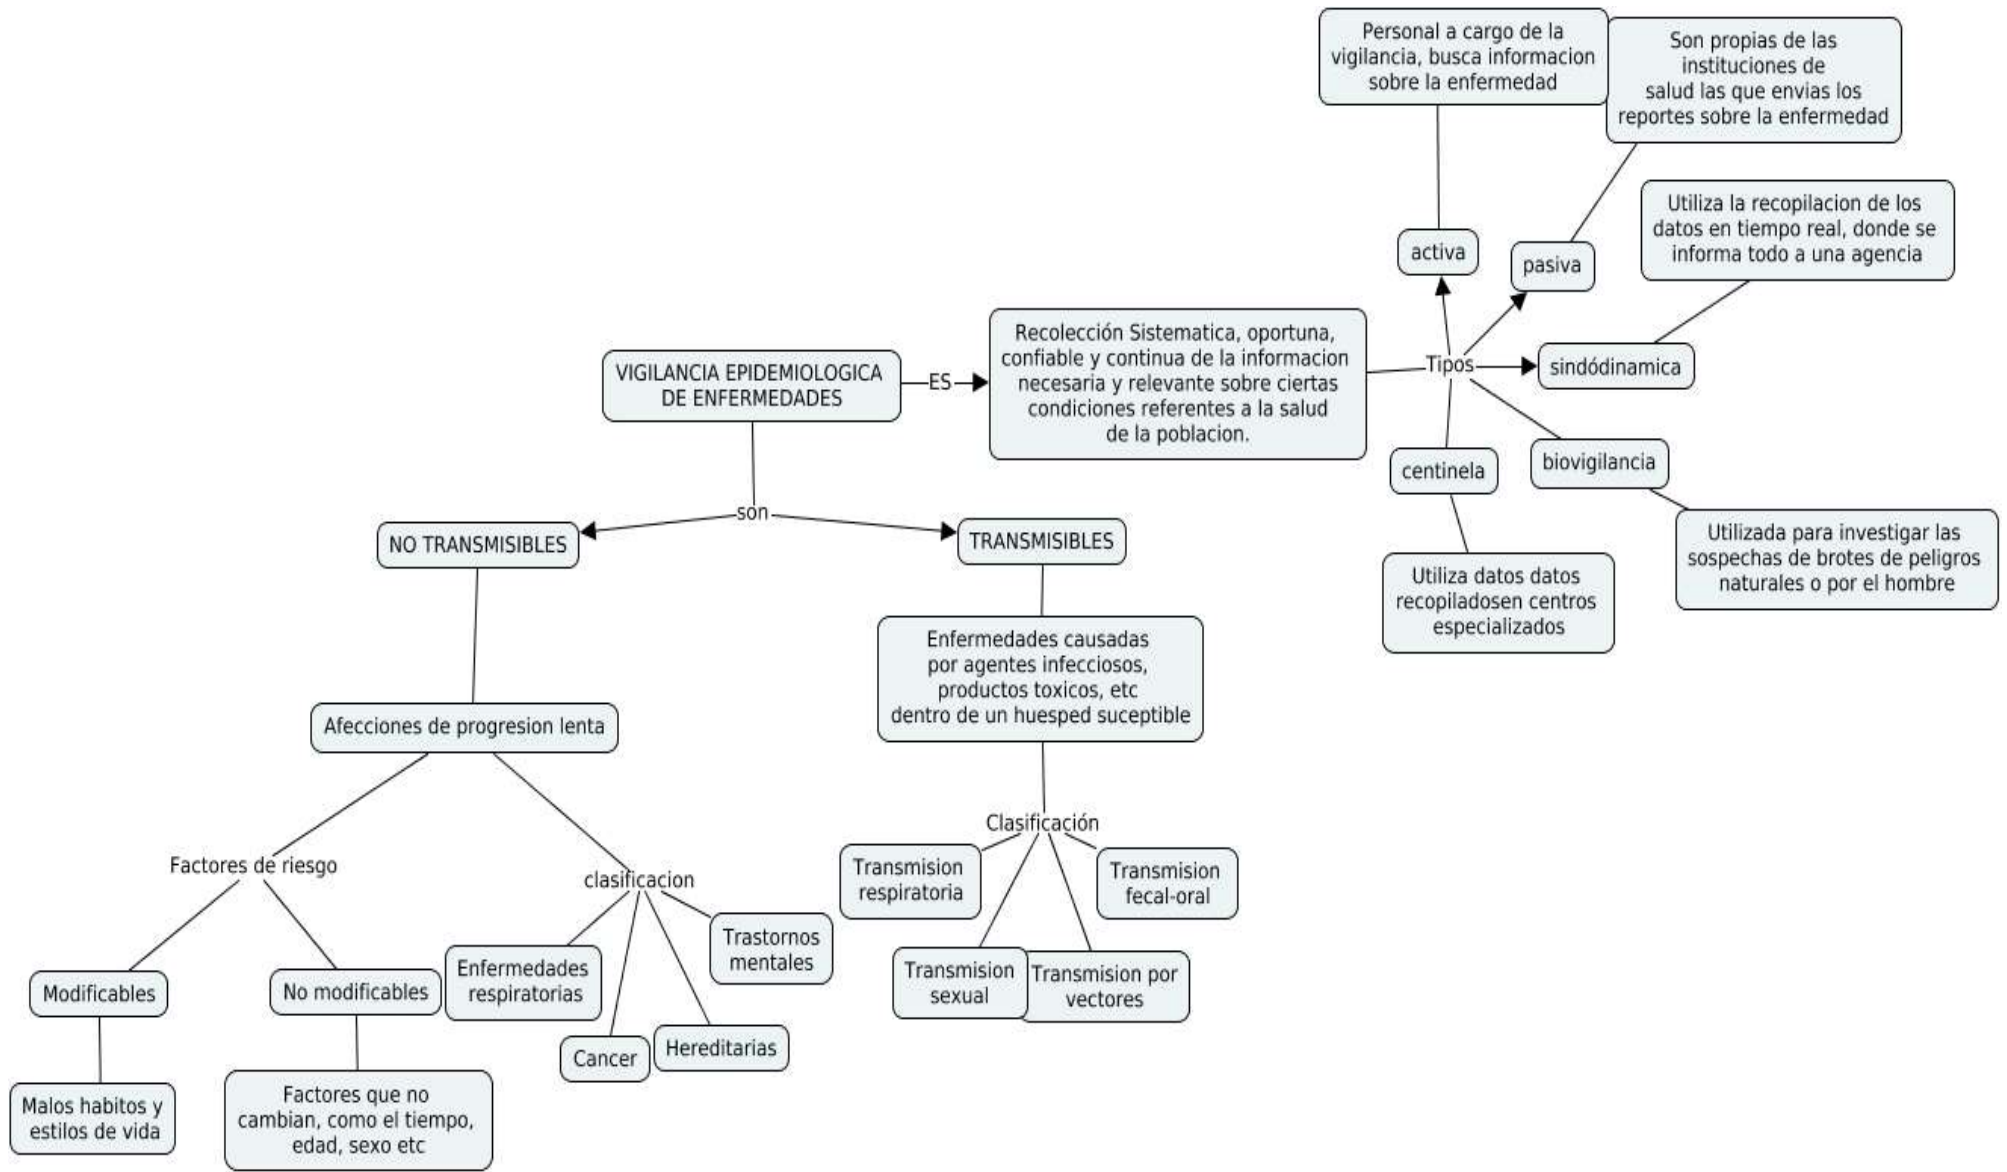 Personal a cargo de la
vigilancia, busca informacion
sobre la enfermedad
Son propias de las
instituciones de
salud las que envias los
reportes sobre la enfermedad
Utiliza la recopilacion de los
datos en tiempo real, donde se
informa todo a una agencia
activa
pasiva
Recolección Sistematica, oportuna,
confiable y continua de la informacion
necesaria y relevante sobre ciertas
condiciones referentes a la salud
de la poblacion.
VIGILANCIA EPIDEMIOLOGICA
DE ENFERMEDADES
ES
Tipos
sindódinamica
centinela
biovigilancia
Utilizada para investigar las
sospechas de brotes de peligros
naturales o por el hombre
Utiliza datos datos
recopiladosen centros
especializados
son
NO TRANSMISIBLES
TRANSMISIBLES
Enfermedades causadas
por agentes infecciosos,
productos toxicos, etc
dentro de un huesped suceptible
Afecciones de progresion lenta
Clasificación
Factores de riesgo
clasificacion
Transmision
respiratoria
Transmision
fecal-oral
Transmision
sexual
Transmision por
vectores
Trastornos
mentales
Enfermedades
respiratorias
Cancer
Hereditarias
Modificables
No modificables
Malos habitos y
estilos de vida
Factores que no
cambian, como el tiempo,
edad, sexo etc